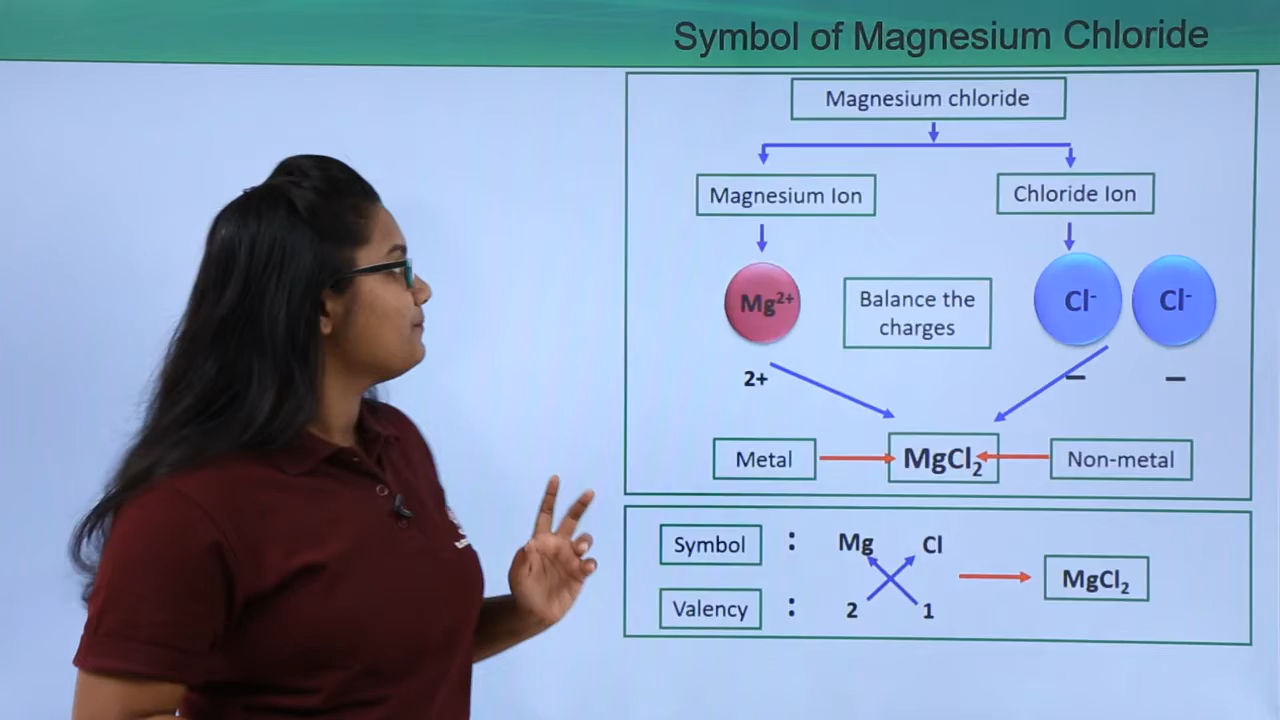 Symbol of Magnesium Chloride
Magnesium chloride
Magnesium Ion
Chloride Ion
Mg²⁺
Balance the
charges
Cl⁻
Cl⁻
2+
–
–
Metal
MgCl₂
Non-metal
Symbol : Mg Cl
MgCl₂
Valency : 2 1